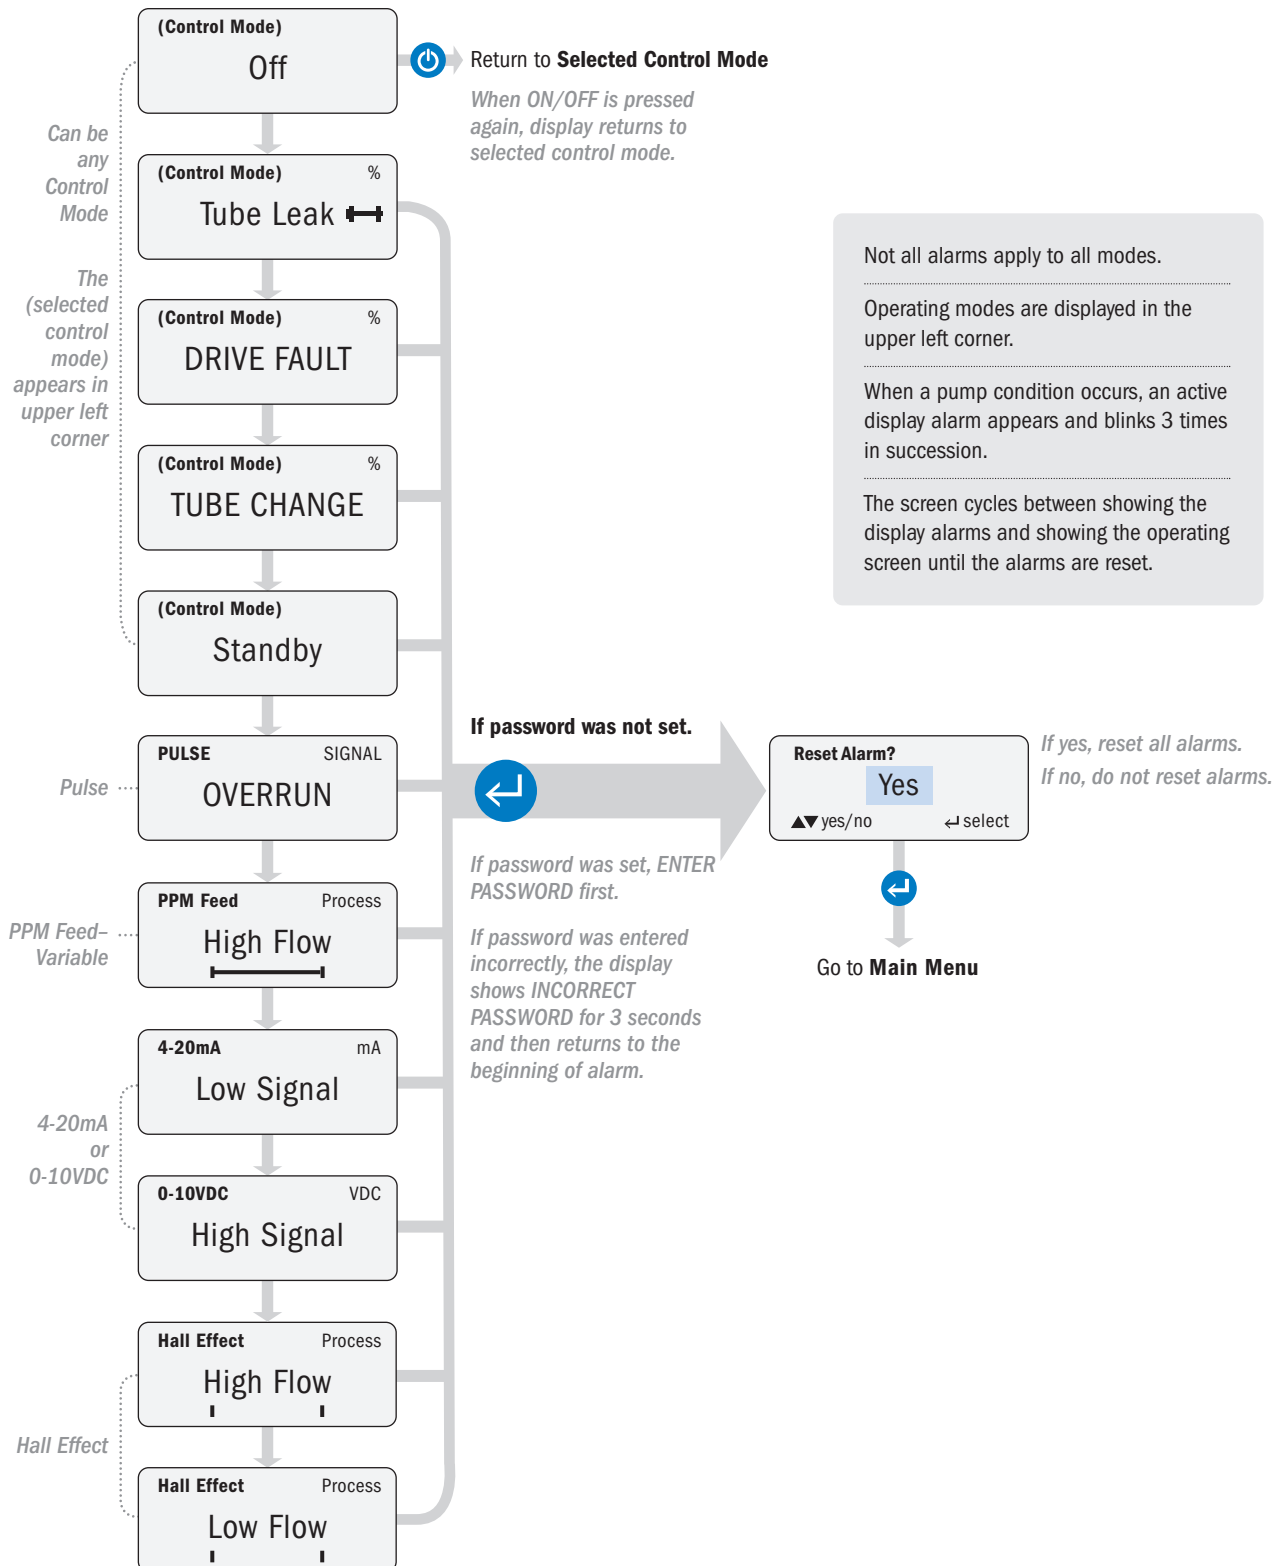 (Control Mode)
Off
Return to Selected Control Mode
When ON/OFF is pressed
again, display returns to
selected control mode.
Can be
any
Control
Mode
The
(selected
control
mode)
appears in
upper left
corner
(Control Mode) %
Tube Leak
(Control Mode) %
DRIVE FAULT
(Control Mode) %
TUBE CHANGE
(Control Mode)
Standby
Not all alarms apply to all modes.
Operating modes are displayed in the
upper left corner.
When a pump condition occurs, an active
display alarm appears and blinks 3 times
in succession.
The screen cycles between showing the
display alarms and showing the operating
screen until the alarms are reset.
Pulse
PULSE SIGNAL
OVERRUN
PPM Feed–
Variable
PPM Feed Process
High Flow
4-20mA
or
0-10VDC
4-20mA mA
Low Signal
0-10VDC VDC
High Signal
Hall Effect
Hall Effect Process
High Flow
Hall Effect Process
Low Flow
If password was not set.
If password was set, ENTER
PASSWORD first.
If password was entered
incorrectly, the display
shows INCORRECT
PASSWORD for 3 seconds
and then returns to the
beginning of alarm.
Reset Alarm?
Yes
▲▼ yes/no ↵ select
If yes, reset all alarms.
If no, do not reset alarms.
Go to Main Menu